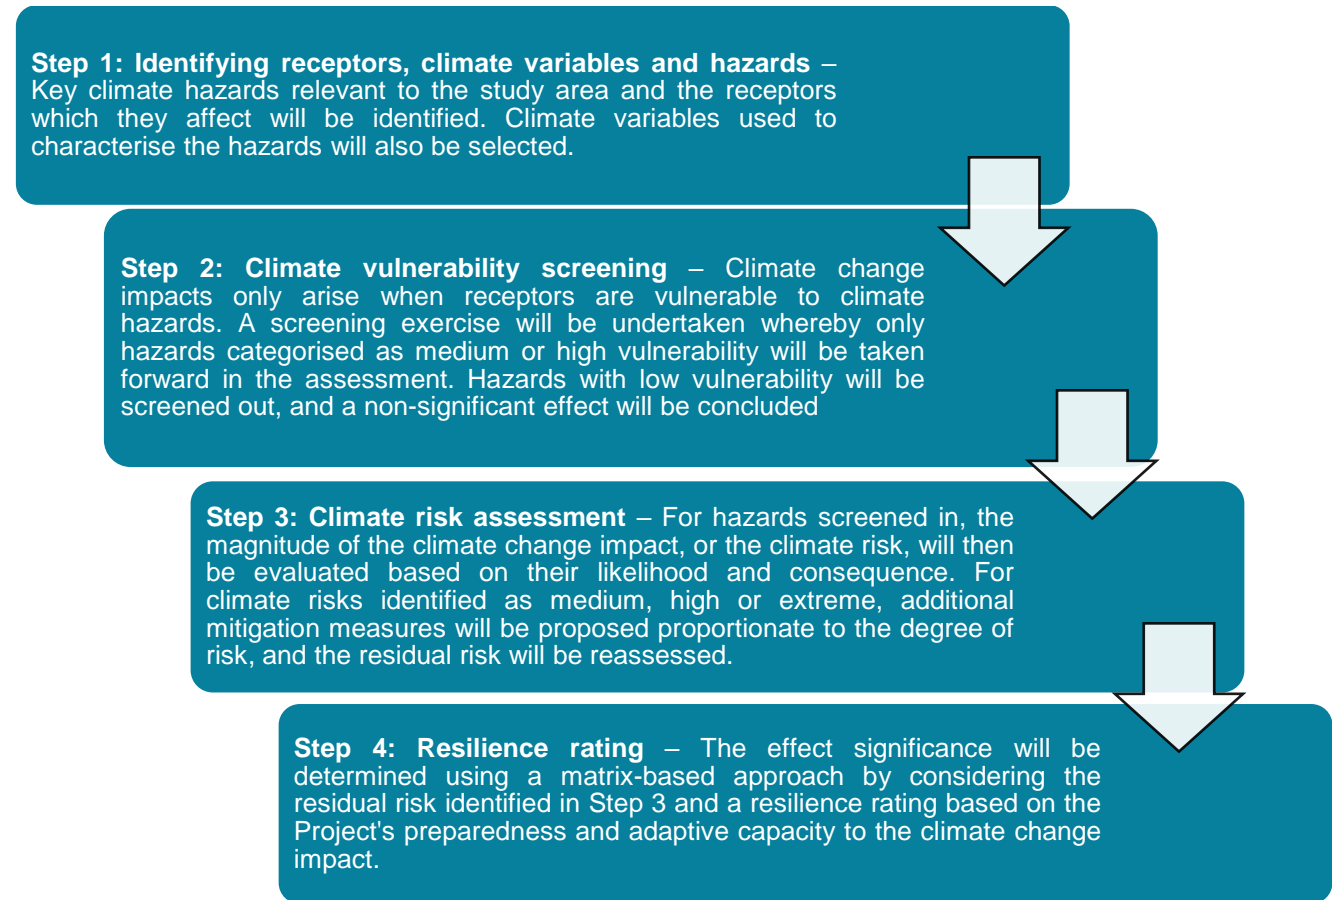 Step 1: Identifying receptors, climate variables and hazards –
Key climate hazards relevant to the study area and the receptors
which they affect will be identified. Climate variables used to
characterise the hazards will also be selected.
Step 2: Climate vulnerability screening – Climate change
impacts only arise when receptors are vulnerable to climate
hazards. A screening exercise will be undertaken whereby only
hazards categorised as medium or high vulnerability will be taken
forward in the assessment. Hazards with low vulnerability will be
screened out, and a non-significant effect will be concluded
Step 3: Climate risk assessment – For hazards screened in, the
magnitude of the climate change impact, or the climate risk, will then
be evaluated based on their likelihood and consequence. For
climate risks identified as medium, high or extreme, additional
mitigation measures will be proposed proportionate to the degree of
risk, and the residual risk will be reassessed.
Step 4: Resilience rating – The effect significance will be
determined using a matrix-based approach by considering the
residual risk identified in Step 3 and a resilience rating based on the
Project's preparedness and adaptive capacity to the climate change
impact.